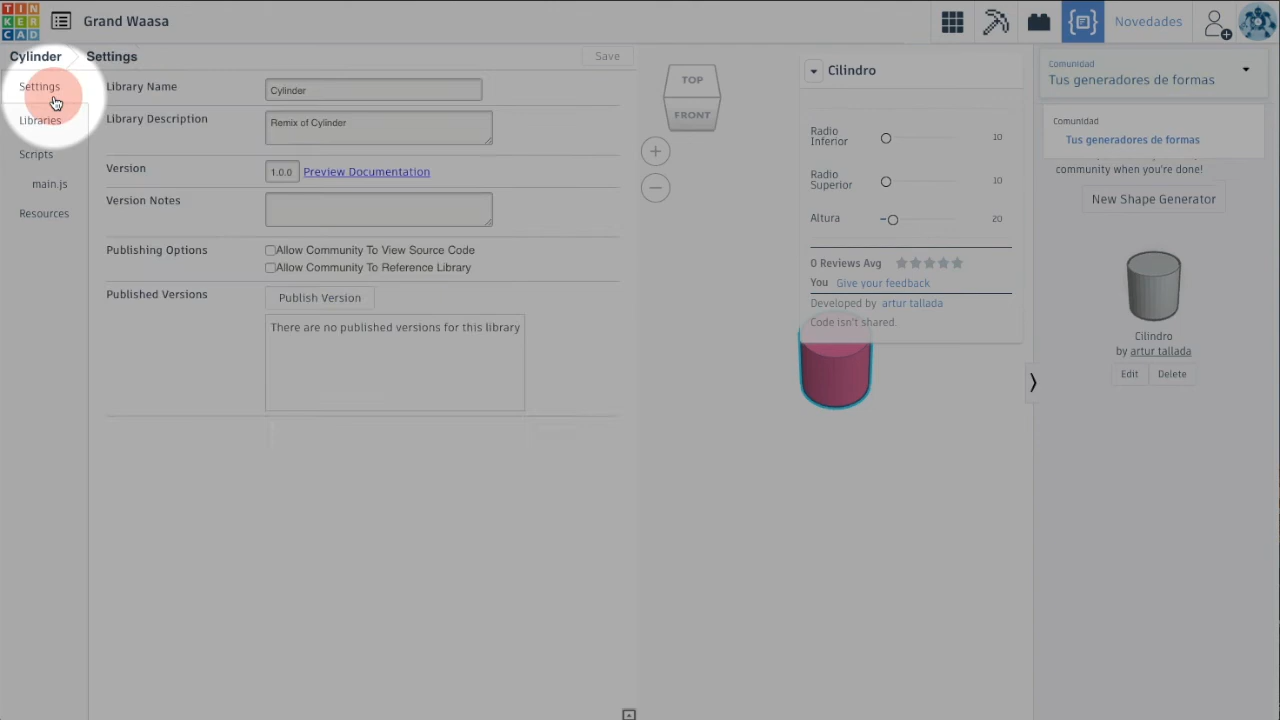 TIN
KER
CAD
Grand Waasa
Novedades
Cylinder
Settings
Save
Settings
Libraries
Scripts
main.js
Resources
Library Name
Cylinder
Library Description
Remix of Cylinder
Version
1.0.0
Preview Documentation
Version Notes
Publishing Options
Allow Community To View Source Code
Allow Community To Reference Library
Published Versions
Publish Version
There are no published versions for this library
TOP
FRONT
Cilindro
Radio
Inferior
10
Radio
Superior
10
Altura
20
0 Reviews Avg
You Give your feedback
Developed by artur tallada
Code isn't shared.
Comunidad
Tus generadores de formas
Comunidad
Tus generadores de formas
community when you're done!
New Shape Generator
Cilindro
by artur tallada
Edit
Delete